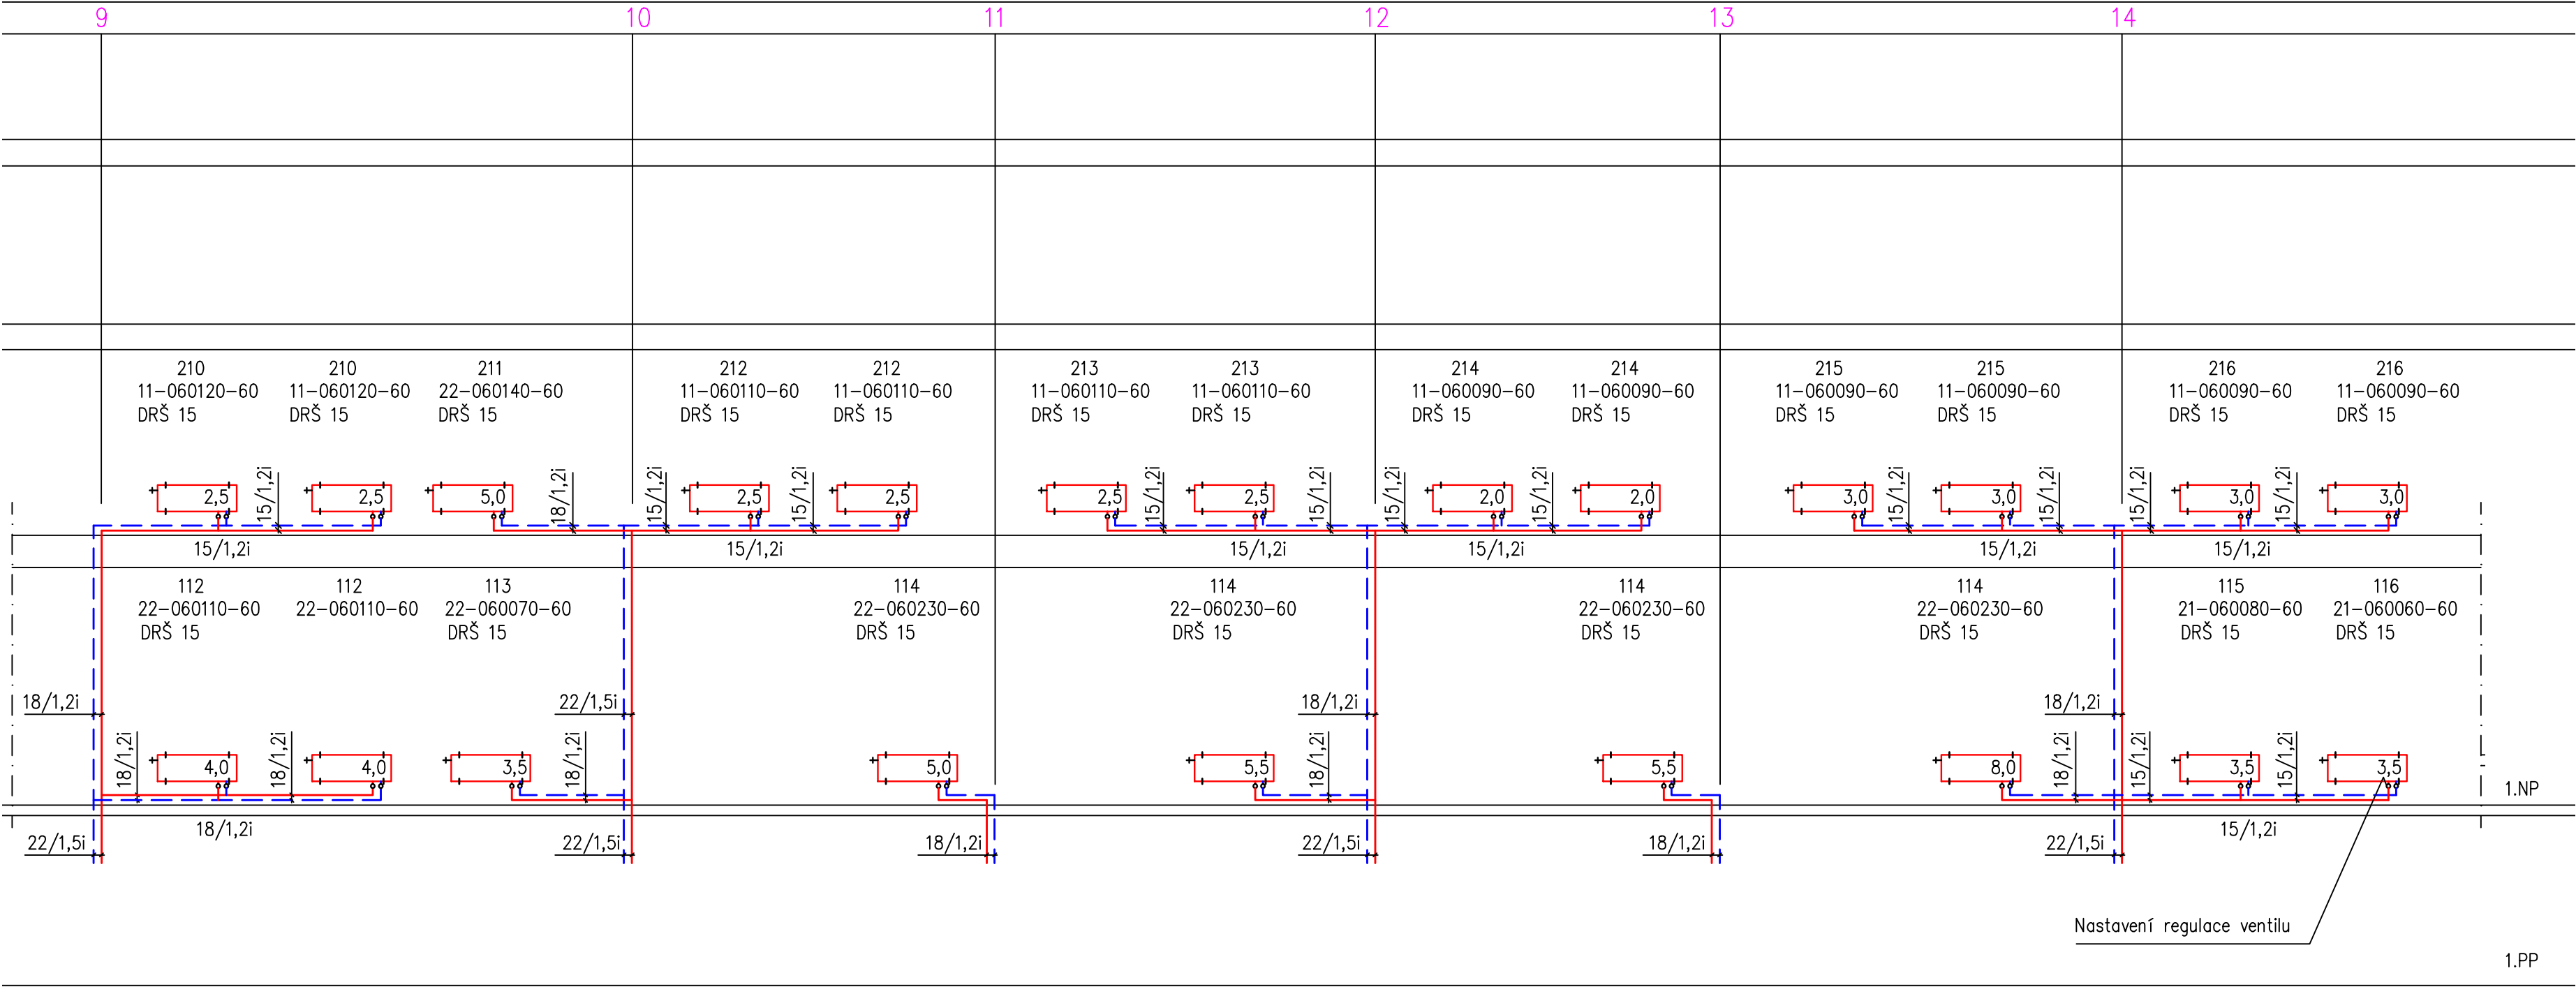 9 10 11 12 13 14
210 210 211 212 212 213 213 214 214 215 215 216 216
11-060120-60 11-060120-60 22-060140-60 11-060110-60 11-060110-60 11-060110-60 11-060110-60 11-060090-60 11-060090-60 11-060090-60 11-060090-60 11-060090-60 11-060090-60
DRŠ 15 DRŠ 15 DRŠ 15 DRŠ 15 DRŠ 15 DRŠ 15 DRŠ 15 DRŠ 15 DRŠ 15 DRŠ 15 DRŠ 15 DRŠ 15 DRŠ 15
2,5 15/1,2i 2,5 5,0 18/1,2i 15/1,2i 2,5 15/1,2i 2,5 2,5 15/1,2i 2,5 15/1,2i 15/1,2i 2,0 15/1,2i 2,0 3,0 15/1,2i 3,0 15/1,2i 15/1,2i 3,0 15/1,2i 3,0
15/1,2i 15/1,2i 15/1,2i 15/1,2i 15/1,2i 15/1,2i
112 112 113 114 114 114 114 115 116
22-060110-60 22-060110-60 22-060070-60 22-060230-60 22-060230-60 22-060230-60 22-060230-60 21-060080-60 21-060060-60
DRŠ 15 DRŠ 15 DRŠ 15 DRŠ 15 DRŠ 15 DRŠ 15 DRŠ 15 DRŠ 15
18/1,2i 22/1,5i 18/1,2i 18/1,2i
18/1,2i 4,0 18/1,2i 4,0 3,5 18/1,2i 5,0 5,5 18/1,2i 5,5 8,0 18/1,2i 15/1,2i 3,5 15/1,2i 3,5
1.NP
18/1,2i 15/1,2i
22/1,5i 22/1,5i 18/1,2i 22/1,5i 18/1,2i 22/1,5i
Nastavení regulace ventilu
1.PP